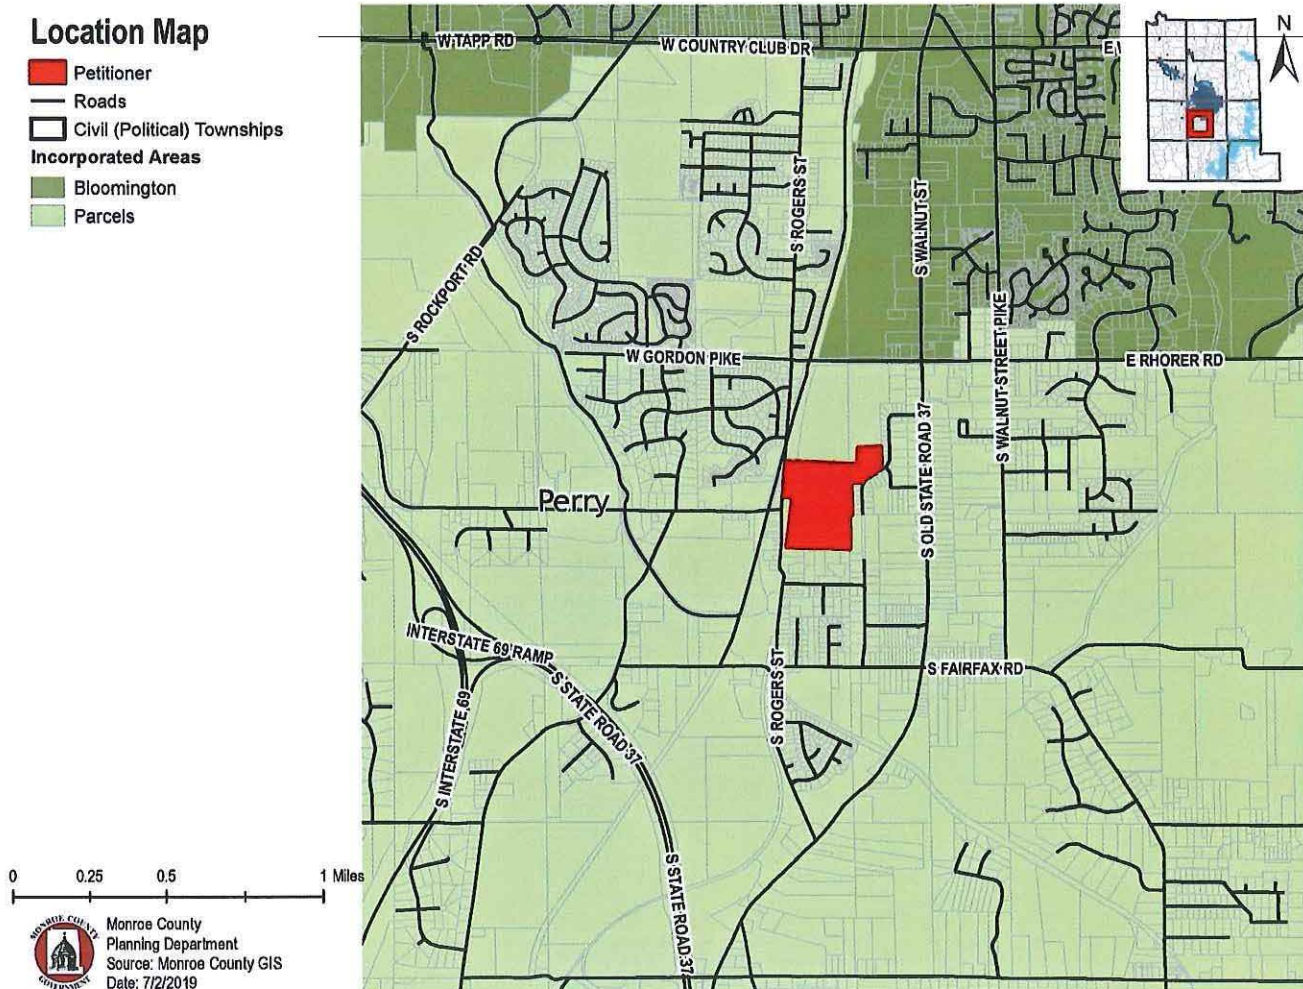 Location Map
Petitioner
Roads
Civil (Political) Townships
Incorporated Areas
Bloomington
Parcels
W TAPP RD
W COUNTRY CLUB DR
N
S ROGERS ST
S WALNUT ST
S ROCKPORT RD
S WALNUT STREET PIKE
W GORDON PIKE
E RHORER RD
S OLD STATE ROAD 37
Perry
INTERSTATE 69 RAMP
S FAIRFAX RD
S STATE ROAD 37
S ROGERS ST
S INTERSTATE 69
S STATE ROAD 37
0 0.25 0.5 1 Miles
MONROE COUNTY
GOVERNMENT
Monroe County
Planning Department
Source: Monroe County GIS
Date: 7/2/2019